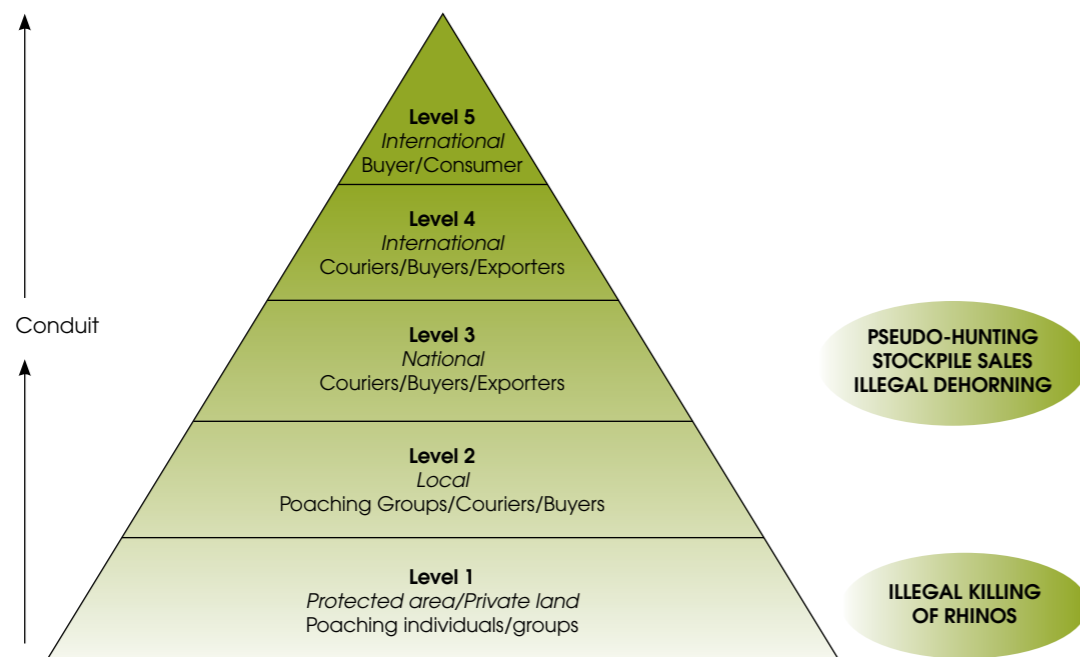 Level 5
International
Buyer/Consumer
Level 4
International
Couriers/Buyers/Exporters
Conduit
Level 3
National
Couriers/Buyers/Exporters
PSEUDO-HUNTING
STOCKPILE SALES
ILLEGAL DEHORNING
Level 2
Local
Poaching Groups/Couriers/Buyers
Level 1
Protected area/Private land
Poaching individuals/groups
ILLEGAL KILLING
OF RHINOS